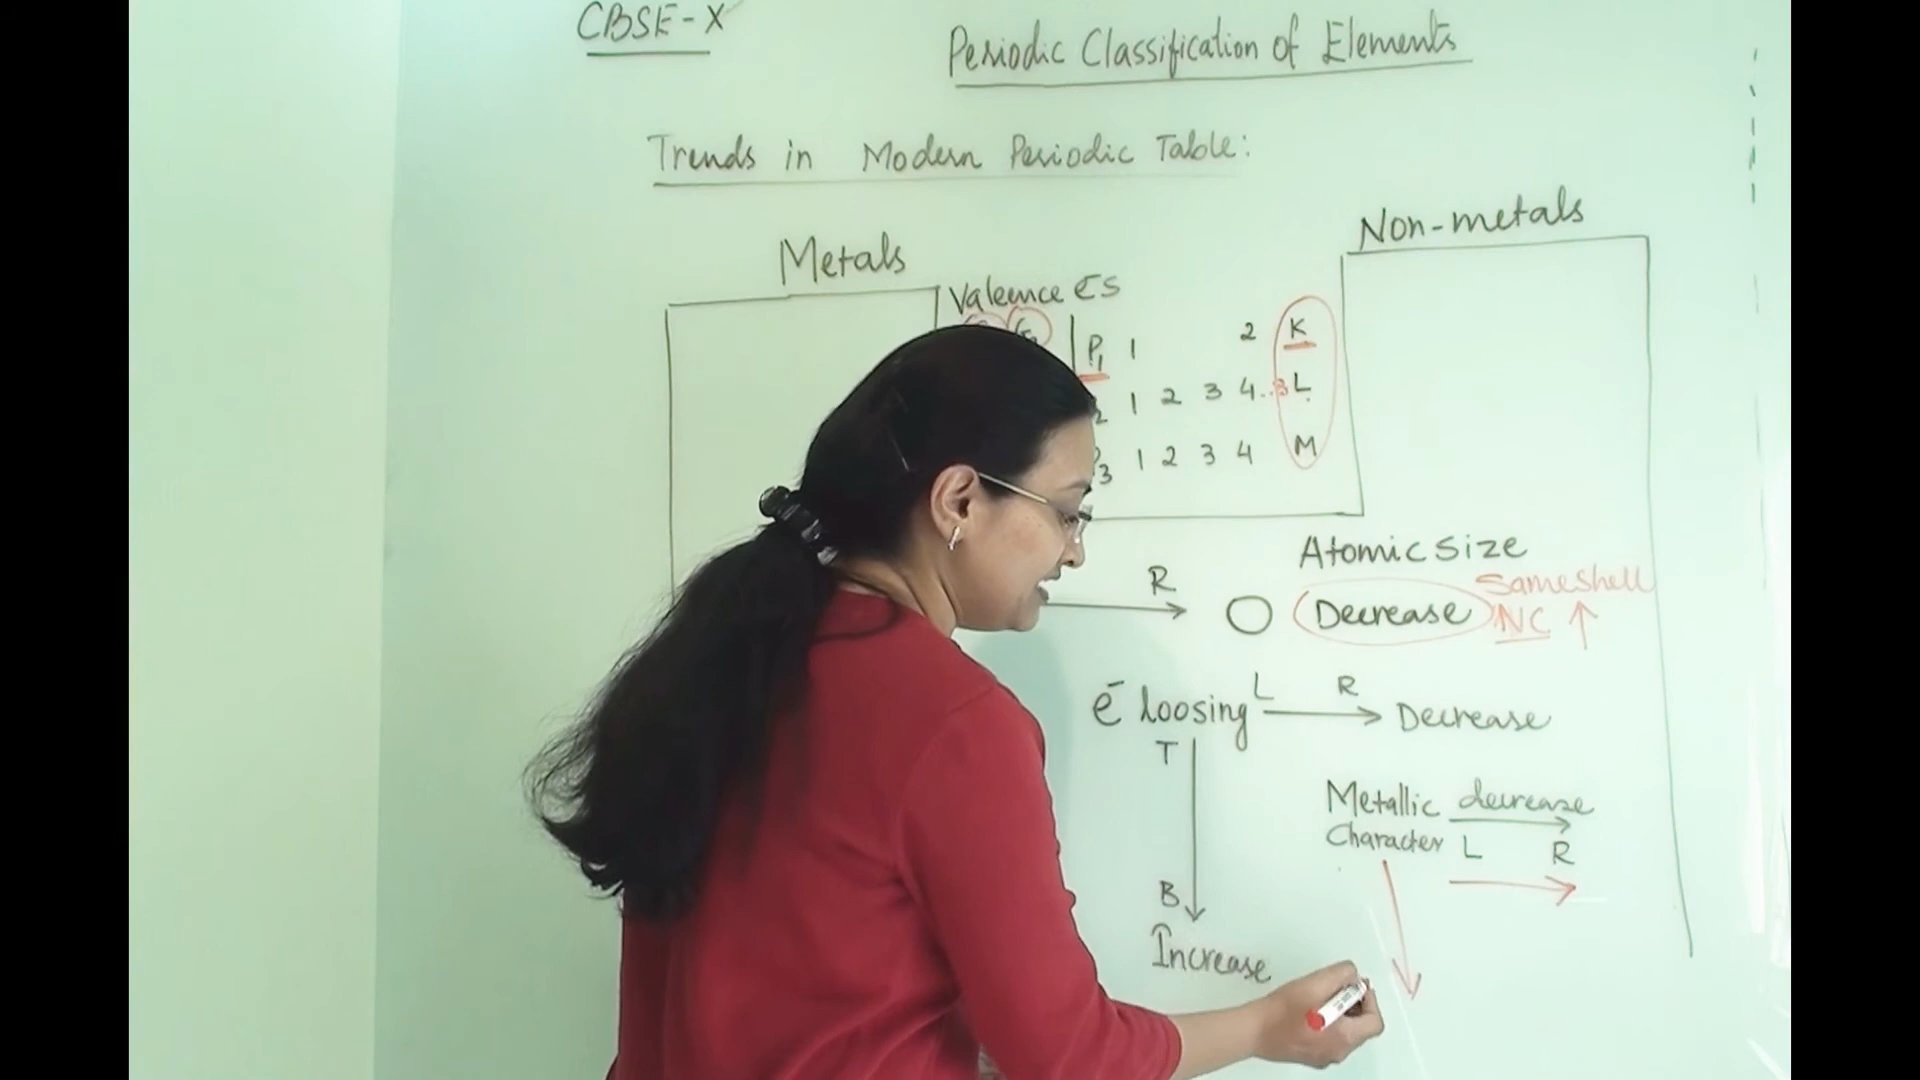 CBSE-X
Periodic Classification of Elements
Trends in Modern Periodic Table:
Metals
Non-metals
Valence ēs
P1 1 2 K
2 1 2 3 4..8 L
3 1 2 3 4 M
Atomic size
R
Decrease
Same shell
NC ↑
ē loosing L R Decrease
T
B
Increase
Metallic decrease
Character L R